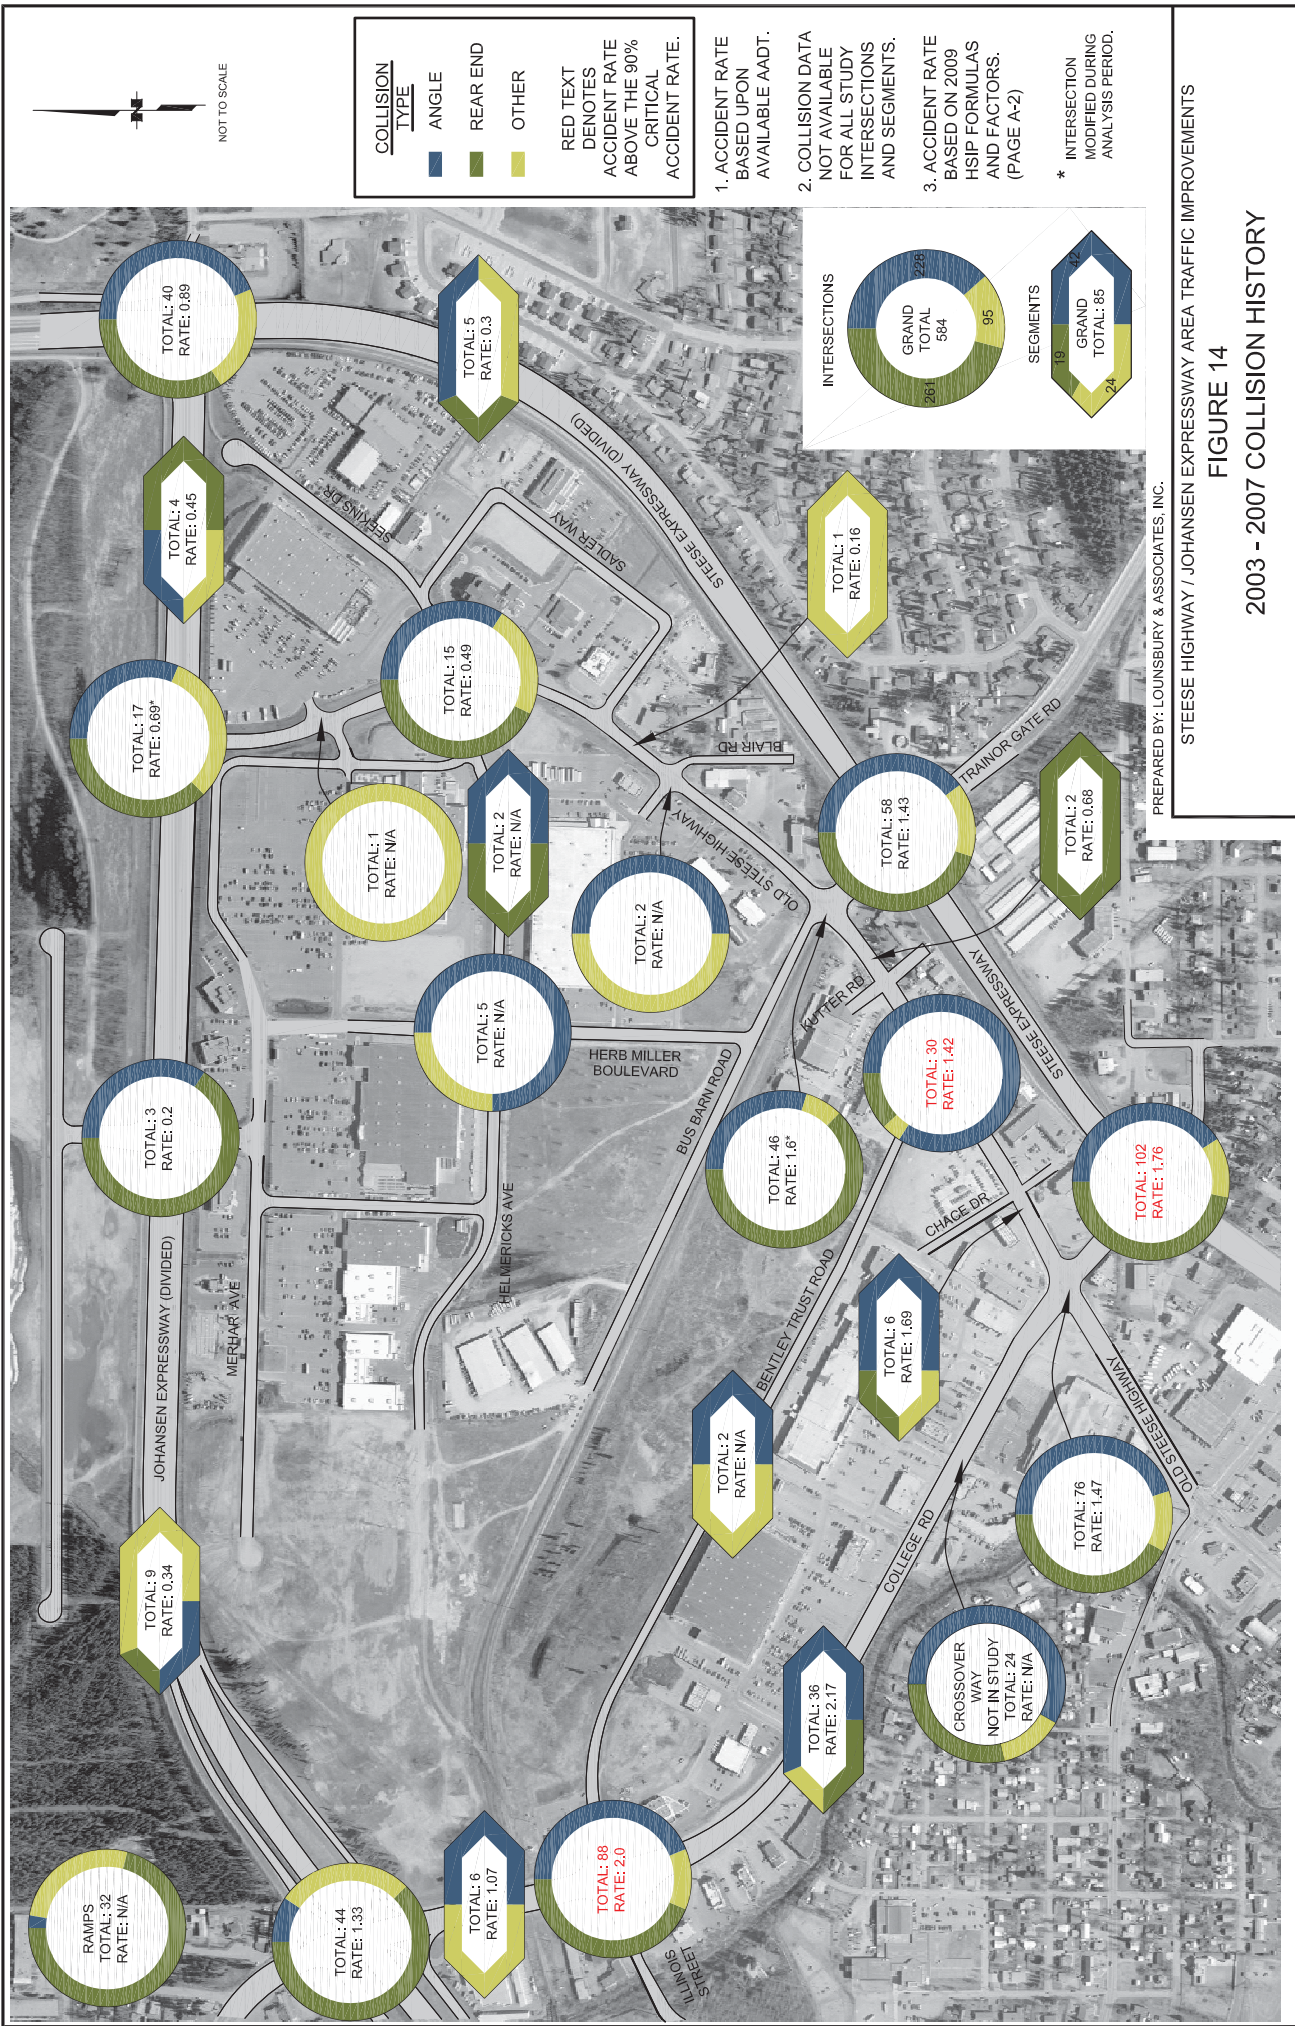 NOT TO SCALE
N
COLLISION
TYPE
ANGLE
REAR END
OTHER
RED TEXT
DENOTES
ACCIDENT RATE
ABOVE THE 90%
CRITICAL
ACCIDENT RATE.
1. ACCIDENT RATE
BASED UPON
AVAILABLE AADT.
2. COLLISION DATA
NOT AVAILABLE
FOR ALL STUDY
INTERSECTIONS
AND SEGMENTS.
3. ACCIDENT RATE
BASED ON 2009
HSIP FORMULAS
AND FACTORS.
(PAGE A-2)
* INTERSECTION
MODIFIED DURING
ANALYSIS PERIOD.
INTERSECTIONS
GRAND
TOTAL
584
228
95
261
SEGMENTS
GRAND
TOTAL: 85
42
19
24
RAMPS
TOTAL: 32
RATE: N/A
TOTAL: 44
RATE: 1.33
TOTAL: 9
RATE: 0.34
TOTAL: 3
RATE: 0.2
TOTAL: 17
RATE: 0.69*
TOTAL: 4
RATE: 0.45
TOTAL: 40
RATE: 0.89
TOTAL: 5
RATE: 0.3
TOTAL: 15
RATE: 0.49
TOTAL: 1
RATE: N/A
TOTAL: 2
RATE: N/A
TOTAL: 5
RATE: N/A
TOTAL: 2
RATE: N/A
TOTAL: 1
RATE: 0.16
TOTAL: 58
RATE: 1.43
TOTAL: 2
RATE: 0.68
TOTAL: 46
RATE: 1.6*
TOTAL: 30
RATE: 1.42
TOTAL: 102
RATE: 1.76
TOTAL: 6
RATE: 1.69
TOTAL: 2
RATE: N/A
TOTAL: 76
RATE: 1.47
CROSSOVER
WAY
NOT IN STUDY
TOTAL: 24
RATE: N/A
TOTAL: 36
RATE: 2.17
TOTAL: 88
RATE: 2.0
TOTAL: 6
RATE: 1.07
JOHANSEN EXPRESSWAY (DIVIDED)
MERHAR AVE
HELMERICKS AVE
HERB MILLER
BOULEVARD
BUS BARN ROAD
BENTLEY TRUST ROAD
COLLEGE RD
ILLINOIS
STREET
CHACE DR
KUTTER RD
OLD STEESE HIGHWAY
OLD STEESE HIGHWAY
STEESE EXPRESSWAY
STEESE EXPRESSWAY (DIVIDED)
TRAINOR GATE RD
BLAIR RD
SADLER WAY
SEEKINS DR
PREPARED BY: LOUNSBURY & ASSOCIATES, INC.
STEESE HIGHWAY / JOHANSEN EXPRESSWAY AREA TRAFFIC IMPROVEMENTS
FIGURE 14
2003 - 2007 COLLISION HISTORY